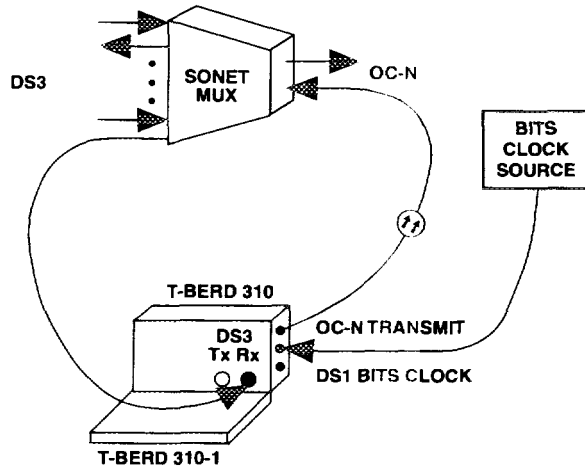 SONET
MUX
DS3
OC-N
BITS
CLOCK
SOURCE
T-BERD 310
DS3
Tx Rx
OC-N TRANSMIT
DS1 BITS CLOCK
T-BERD 310-1